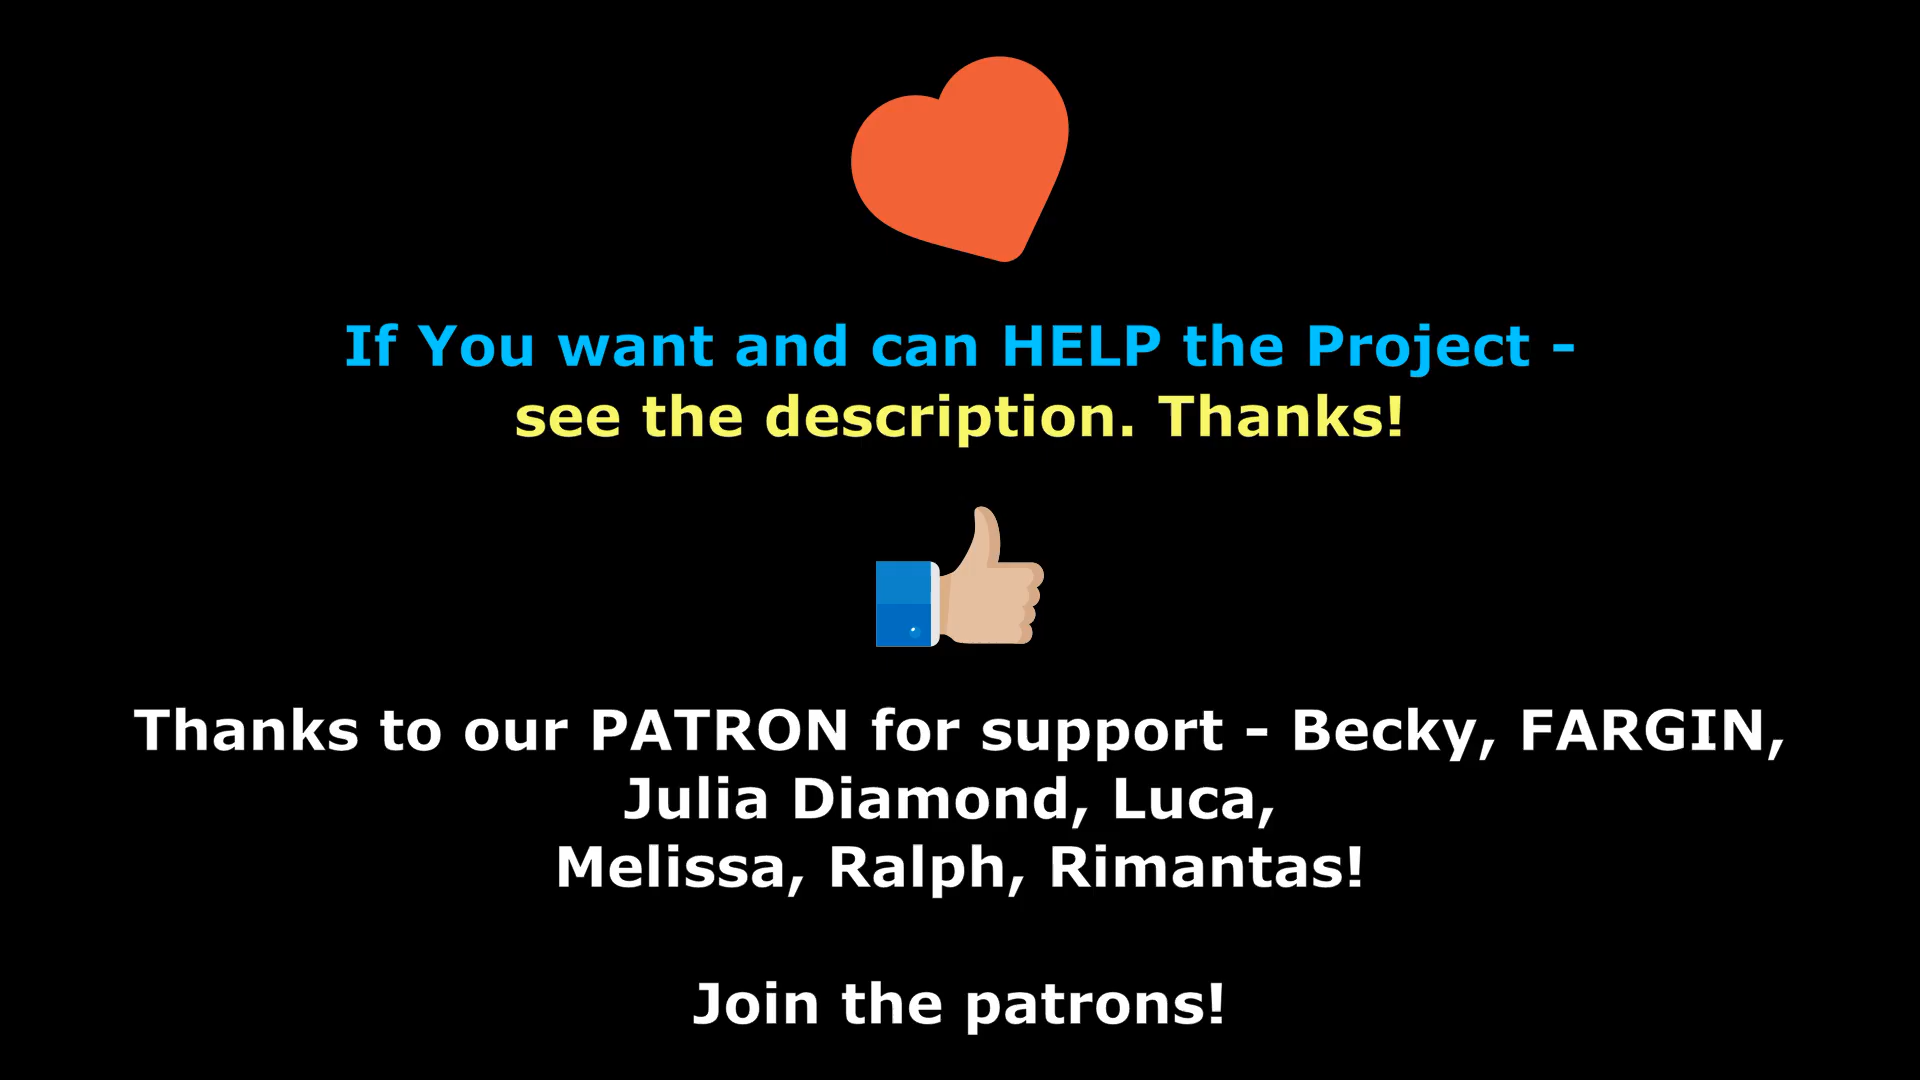 If You want and can HELP the Project -
see the description. Thanks!
Thanks to our PATRON for support - Becky, FARGIN,
Julia Diamond, Luca,
Melissa, Ralph, Rimantas!
Join the patrons!